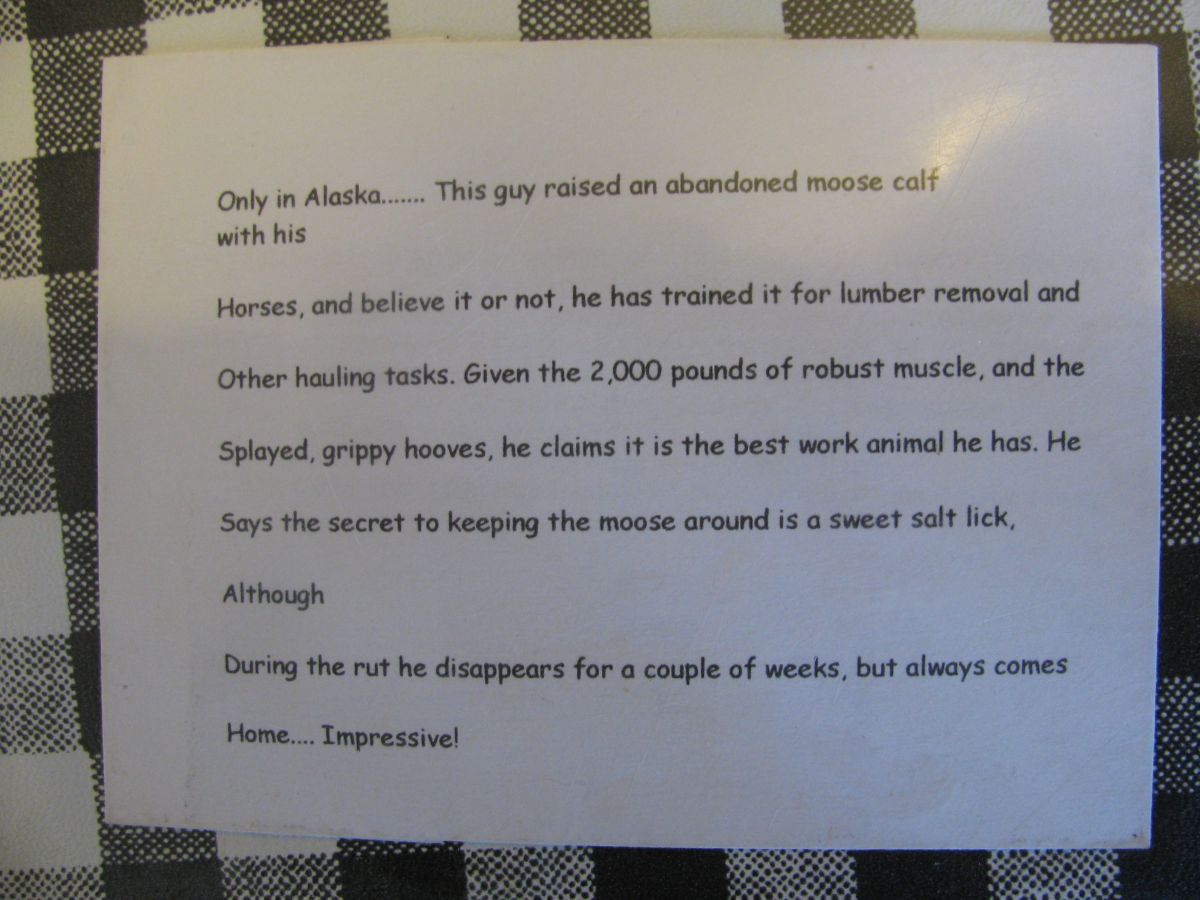 Only in Alaska....... This guy raised an abandoned moose calf
with his
Horses, and believe it or not, he has trained it for lumber removal and
Other hauling tasks. Given the 2,000 pounds of robust muscle, and the
Splayed, grippy hooves, he claims it is the best work animal he has. He
Says the secret to keeping the moose around is a sweet salt lick,
Although
During the rut he disappears for a couple of weeks, but always comes
Home.... Impressive!